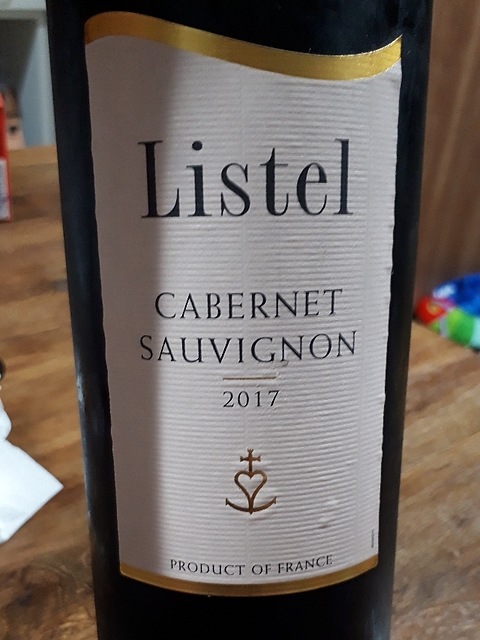 Listel
CABERNET
SAUVIGNON
2017
PRODUCT OF FRANCE